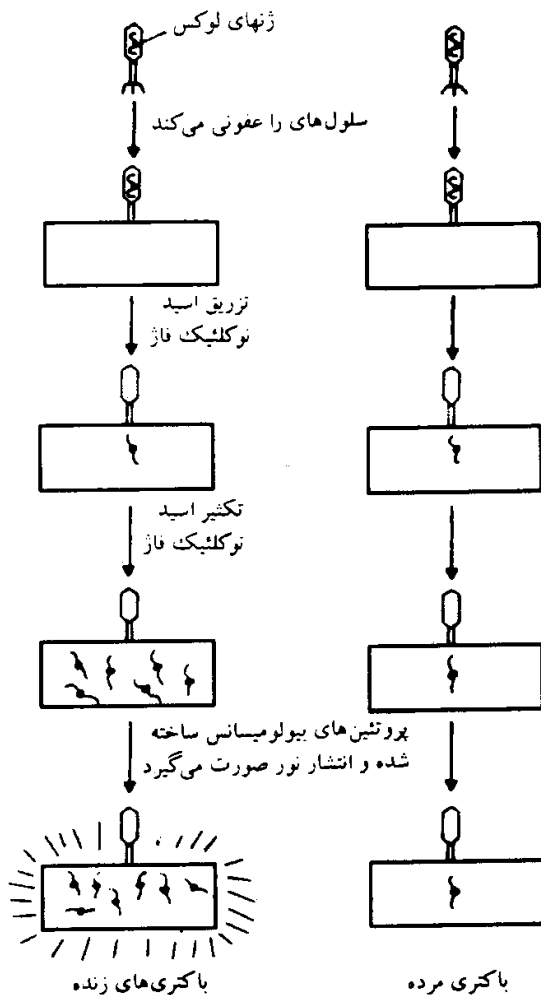 ژنهای لوکس
سلول‌های را عفونی می‌کند
تزریق اسید
نوکلئیک فاژ
تکثیر اسید
نوکلئیک فاژ
پروتئین‌های بیولومیسانس ساخته
شده و انتشار نور صورت می‌گیرد
باکتری‌های زنده
باکتری مرده